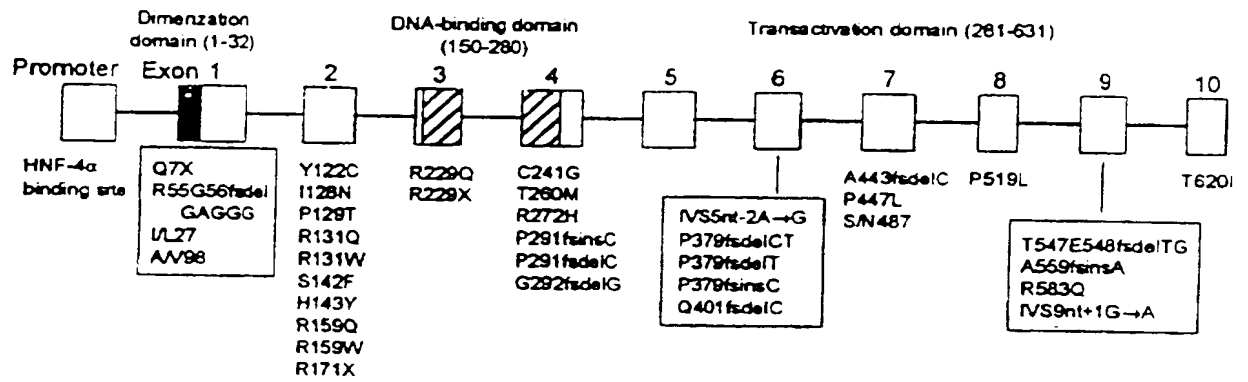 Dimenzation
domain (1-32)
DNA-binding domain
(150-280)
Transactivation domain (281-631)
Promoter
Exon 1
2
3
4
5
6
7
8
9
10
HNF-4α
binding srte
Q7X
R55G56fsdel
GAGGG
I/L27
A/V98
Y122C
I128N
P129T
R131Q
R131W
S142F
H143Y
R159Q
R159W
R171X
R229Q
R229X
C241G
T260M
R272H
P291fsinsC
P291fsdelC
G292fsdelG
IVS5nt-2A→G
P379fsdelCT
P379fsdelT
P379fsinsC
Q401fsdelC
A443fsdelC
P447L
S/N487
P519L
T547E548fsdelTG
A559fsinsA
R583Q
IVS9nt+1G→A
T620I